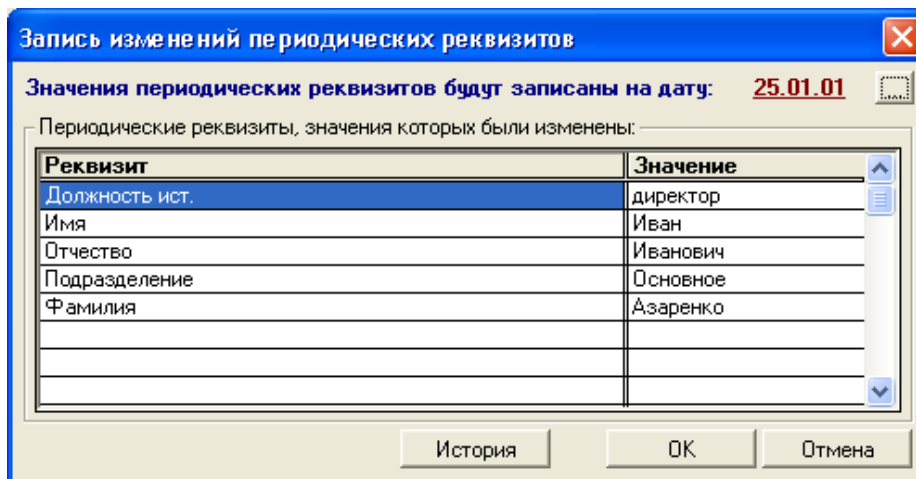 Запись изменений периодических реквизитов
Значения периодических реквизитов будут записаны на дату: 25.01.01 ...
Периодические реквизиты, значения которых были изменены:
Реквизит Значение
Должность ист. директор
Имя Иван
Отчество Иванович
Подразделение Основное
Фамилия Азаренко
История OK Отмена